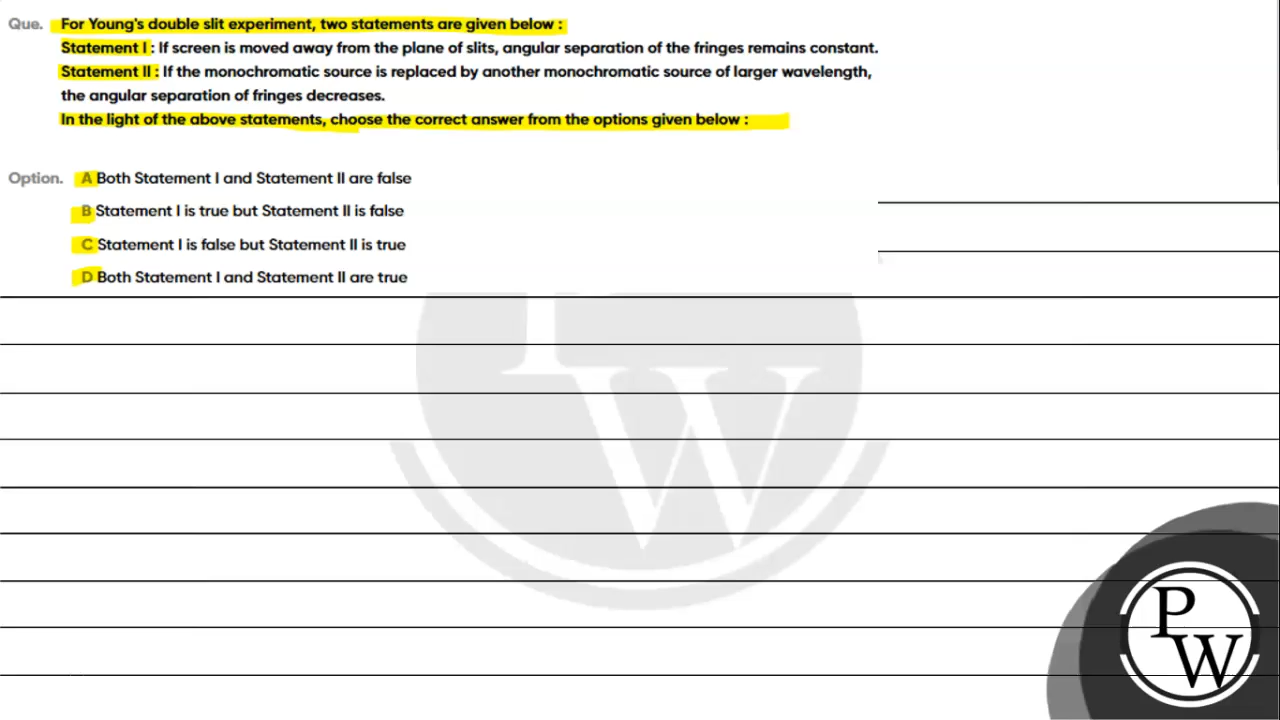 Que. For Young's double slit experiment, two statements are given below :
Statement I : If screen is moved away from the plane of slits, angular separation of the fringes remains constant.
Statement II : If the monochromatic source is replaced by another monochromatic source of larger wavelength,
the angular separation of fringes decreases.
In the light of the above statements, choose the correct answer from the options given below :
Option. A Both Statement I and Statement II are false
B Statement I is true but Statement II is false
C Statement I is false but Statement II is true
D Both Statement I and Statement II are true
PW
PW